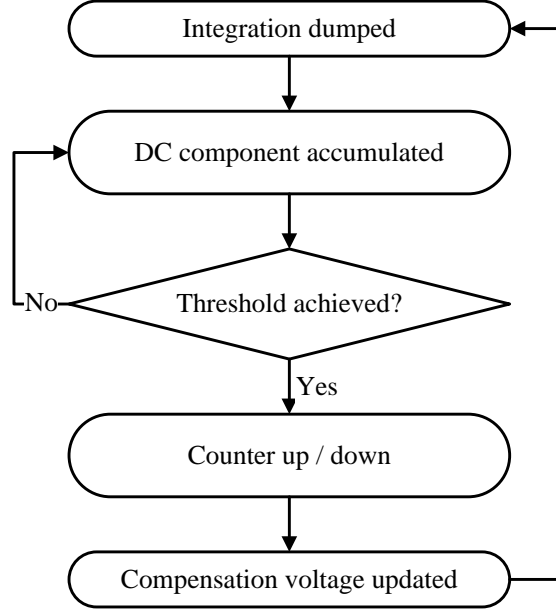 Integration dumped
DC component accumulated
Threshold achieved?
No
Yes
Counter up / down
Compensation voltage updated